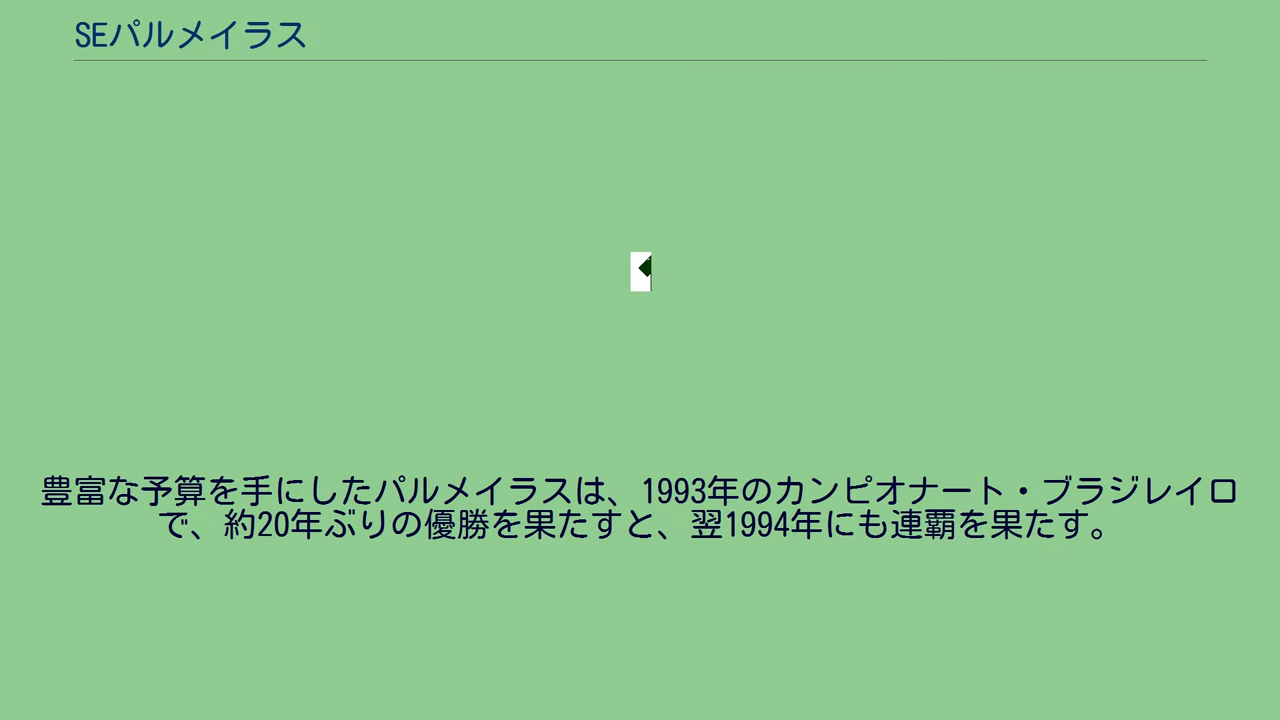 SEパルメイラス
豊富な予算を手にしたパルメイラスは、1993年のカンピオナート・ブラジレイロ
で、約20年ぶりの優勝を果たすと、翌1994年にも連覇を果たす。